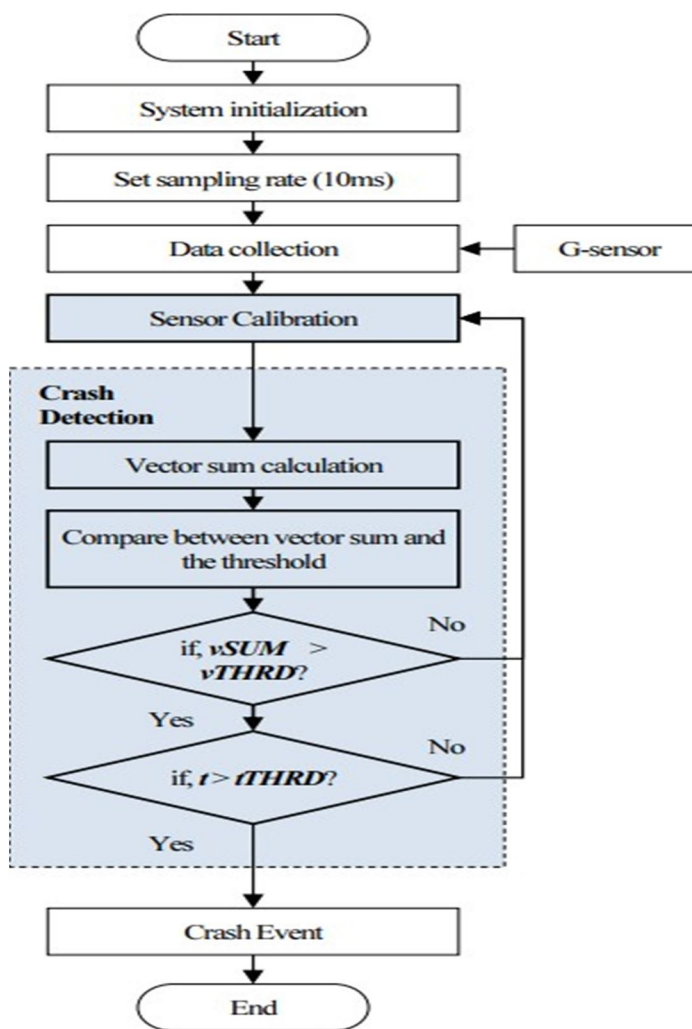 Start
System initialization
Set sampling rate (10ms)
Data collection
G-sensor
Sensor Calibration
Crash
Detection
Vector sum calculation
Compare between vector sum and
the threshold
No
if, vSUM >
vTHRD?
Yes
No
if, t > tTHRD?
Yes
Crash Event
End